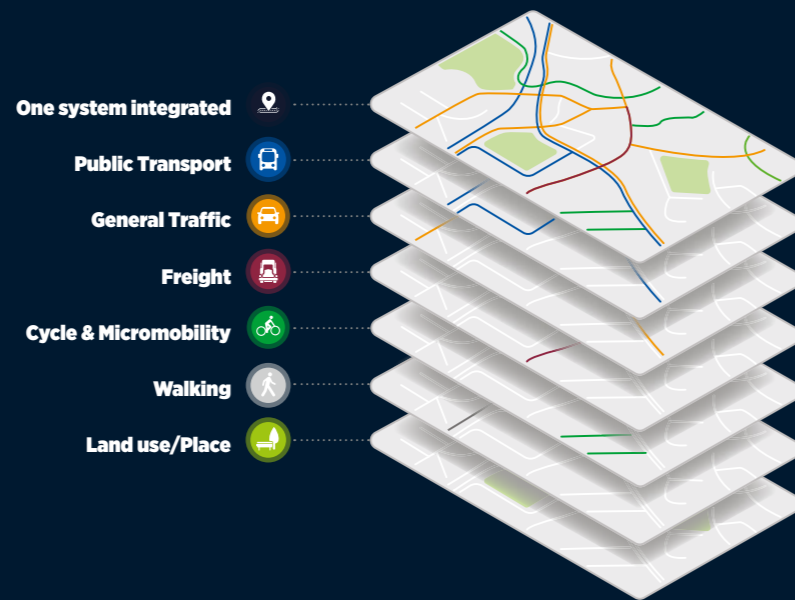 One system integrated
Public Transport
General Traffic
Freight
Cycle & Micromobility
Walking
Land use/Place